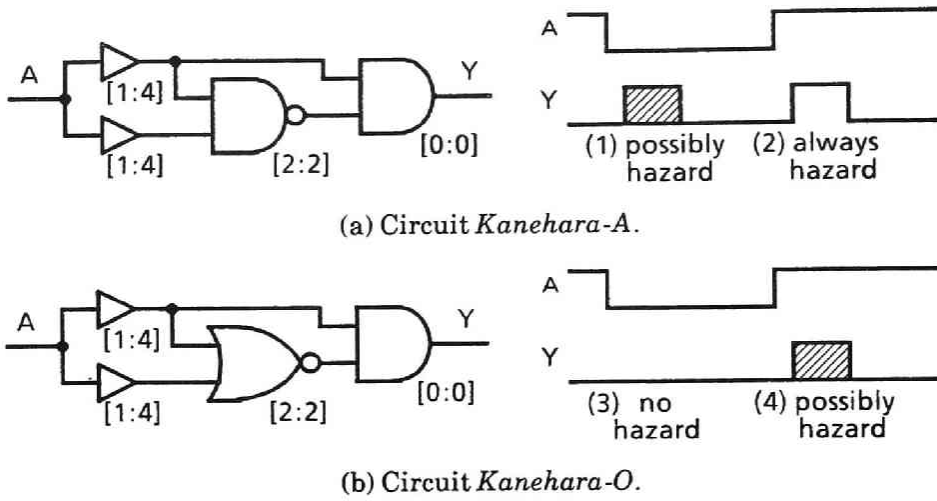 A
[1:4]
[1:4]
[2:2]
Y
[0:0]
A
Y
(1) possibly hazard
(2) always hazard
(a) Circuit Kanehara-A.
A
[1:4]
[1:4]
[2:2]
Y
[0:0]
A
Y
(3) no hazard
(4) possibly hazard
(b) Circuit Kanehara-O.